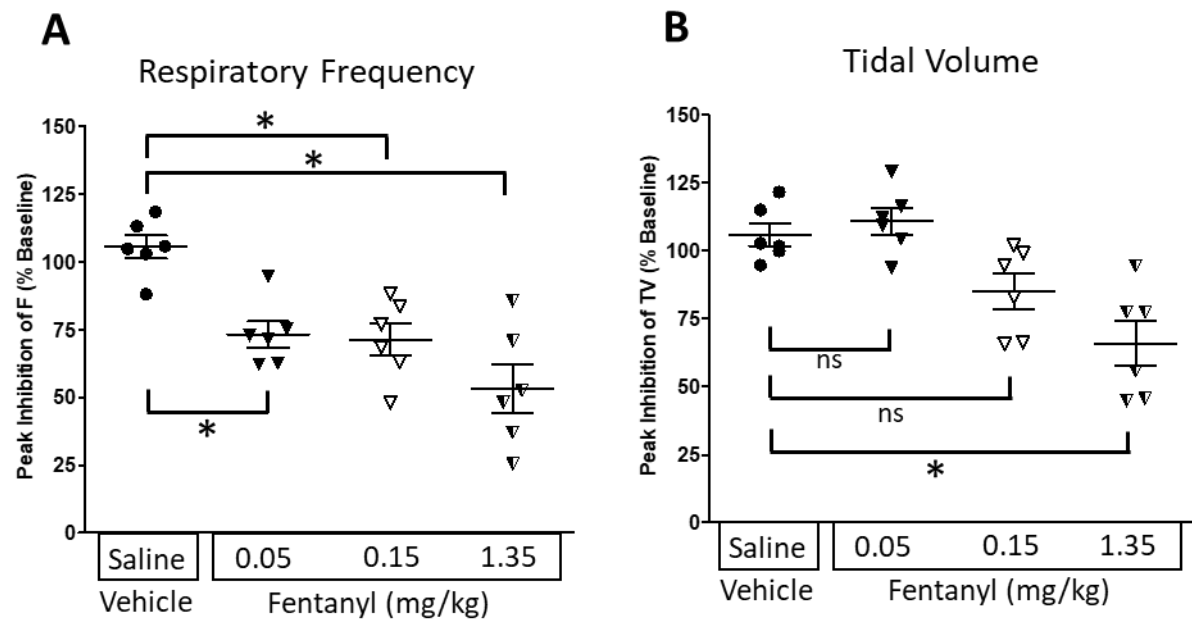 A
Respiratory Frequency
Peak Inhibition of F (% Baseline)
150
125
100
75
50
25
0
*
*
*
Saline
0.05
0.15
1.35
Vehicle
Fentanyl (mg/kg)
B
Tidal Volume
Peak Inhibition of TV (% Baseline)
150
125
100
75
50
25
0
ns
ns
*
Saline
0.05
0.15
1.35
Vehicle
Fentanyl (mg/kg)